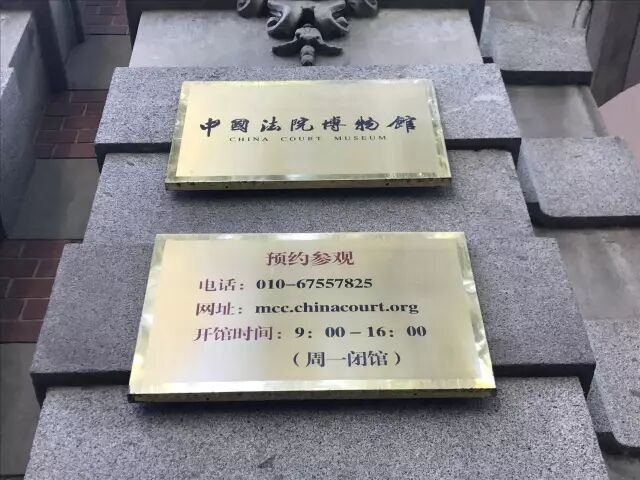 中國法院博物館
CHINA COURT MUSEUM
预约参观
电话：010-67557825
网址：mcc.chinacourt.org
开馆时间：9：00－16：00
（周一闭馆）